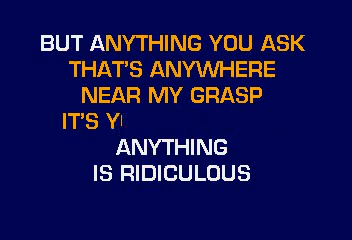 BUT ANYTHING YOU ASK
THAT'S ANYWHERE
NEAR MY GRASP
IT'S
ANYTHING
IS RIDICULOUS